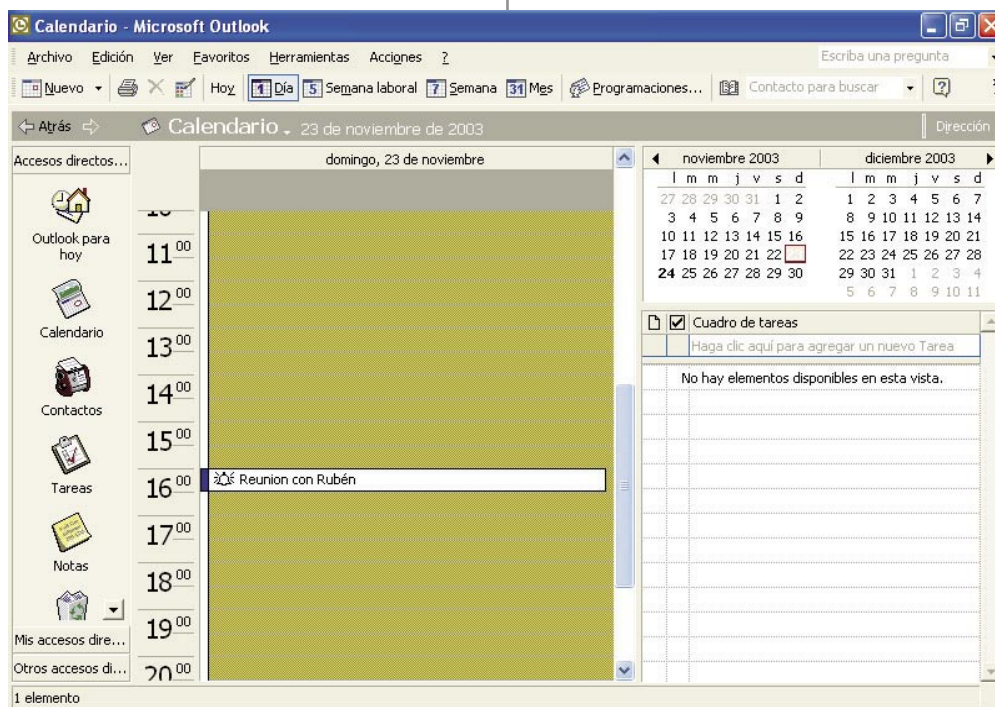 Calendario - Microsoft Outlook
Archivo Edición Ver Favoritos Herramientas Acciones ? Escriba una pregunta
Nuevo Hoy 1 Día 5 Semana laboral 7 Semana 31 Mes Programaciones... Contacto para buscar
Atrás Calendario. 23 de noviembre de 2003 Dirección
Accesos directos...
Outlook para hoy
Calendario
Contactos
Tareas
Notas
Mis accesos dire...
Otros accesos di...
domingo, 23 de noviembre
11 00
12 00
13 00
14 00
15 00
16 00 Reunion con Rubén
17 00
18 00
19 00
20 00
noviembre 2003
l m m j v s d
27 28 29 30 31 1 2
3 4 5 6 7 8 9
10 11 12 13 14 15 16
17 18 19 20 21 22
24 25 26 27 28 29 30
diciembre 2003
l m m j v s d
1 2 3 4 5 6 7
8 9 10 11 12 13 14
15 16 17 18 19 20 21
22 23 24 25 26 27 28
29 30 31 1 2 3 4
5 6 7 8 9 10 11
Cuadro de tareas
Haga clic aquí para agregar un nuevo Tarea
No hay elementos disponibles en esta vista.
1 elemento